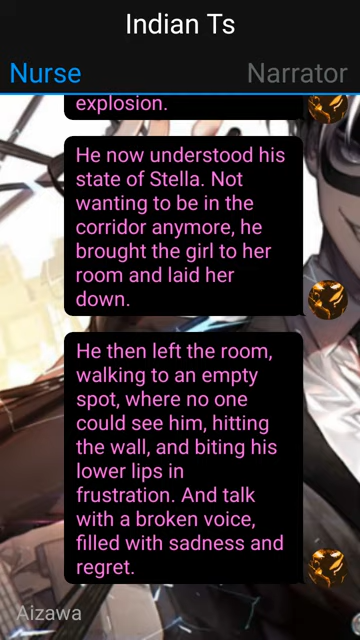 Indian Ts
Nurse
Narrator
explosion.
He now understood his
state of Stella. Not
wanting to be in the
corridor anymore, he
brought the girl to her
room and laid her
down.
He then left the room,
walking to an empty
spot, where no one
could see him, hitting
the wall, and biting his
lower lips in
frustration. And talk
with a broken voice,
filled with sadness and
regret.
Aizawa